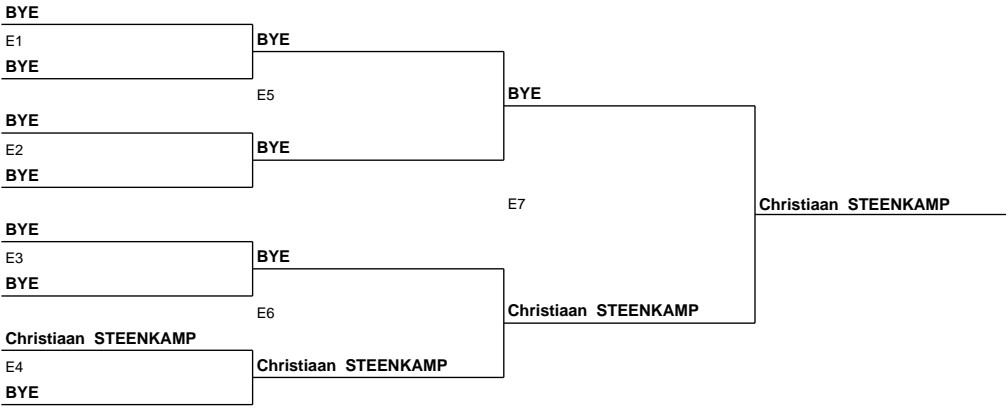 BYE
E1
BYE
BYE
E5
BYE
BYE
E2
BYE
BYE
E7
Christiaan STEENKAMP
BYE
E3
BYE
BYE
E6
Christiaan STEENKAMP
Christiaan STEENKAMP
E4
Christiaan STEENKAMP
BYE